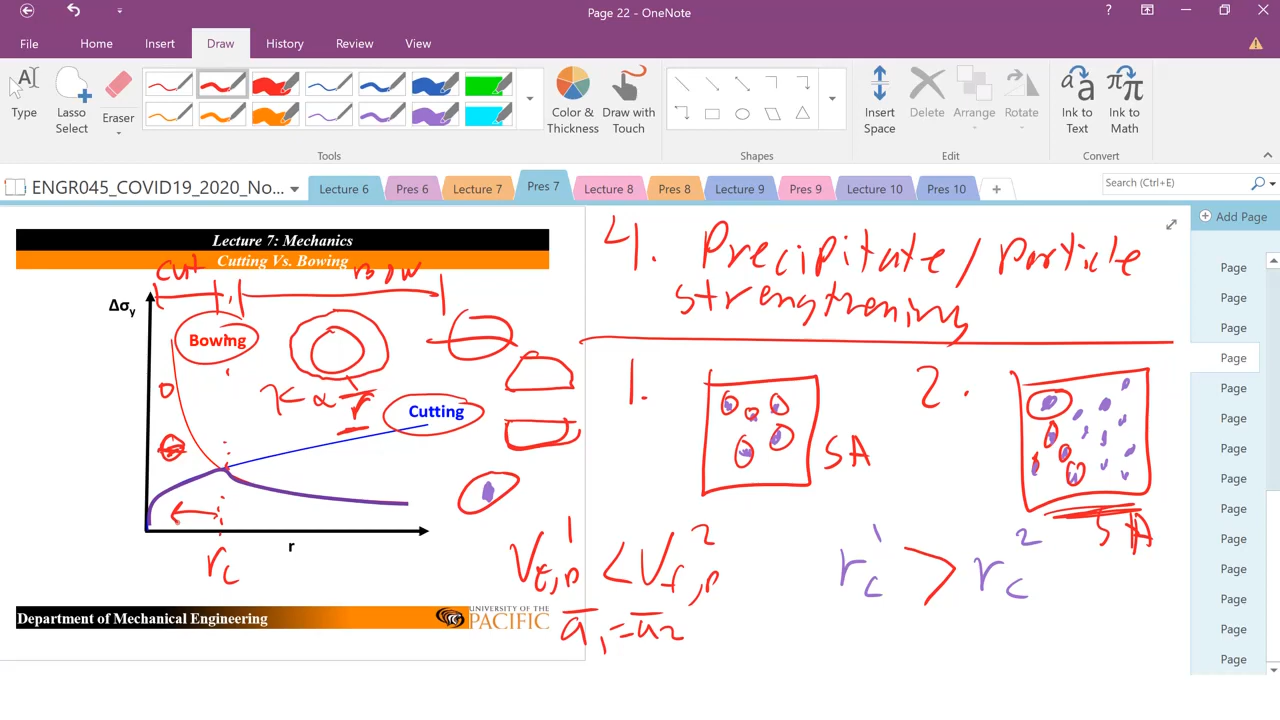 Page 22 - OneNote
File Home Insert Draw History Review View
Type
Lasso Select
Eraser
Color & Thickness
Draw with Touch
Insert Space
Delete
Arrange
Rotate
Ink to Text
Ink to Math
Tools
Shapes
Edit
Convert
ENGR045_COVID19_2020_No...
Lecture 6 Pres 6 Lecture 7 Pres 7 Lecture 8 Pres 8 Lecture 9 Pres 9 Lecture 10 Pres 10
Search (Ctrl+E)
Add Page
Page
Page
Page
Page
Page
Page
Page
Page
Page
Page
Page
Page
Page
Page
Lecture 7: Mechanics
Cutting Vs. Bowing
cut
Bow
Δσy
Bowing
Cutting
r
rc
Department of Mechanical Engineering
UNIVERSITY OF THE
PACIFIC
4. Precipitate/Particle
strengthening
1.
2.
SA
SA
rc1 > rc2